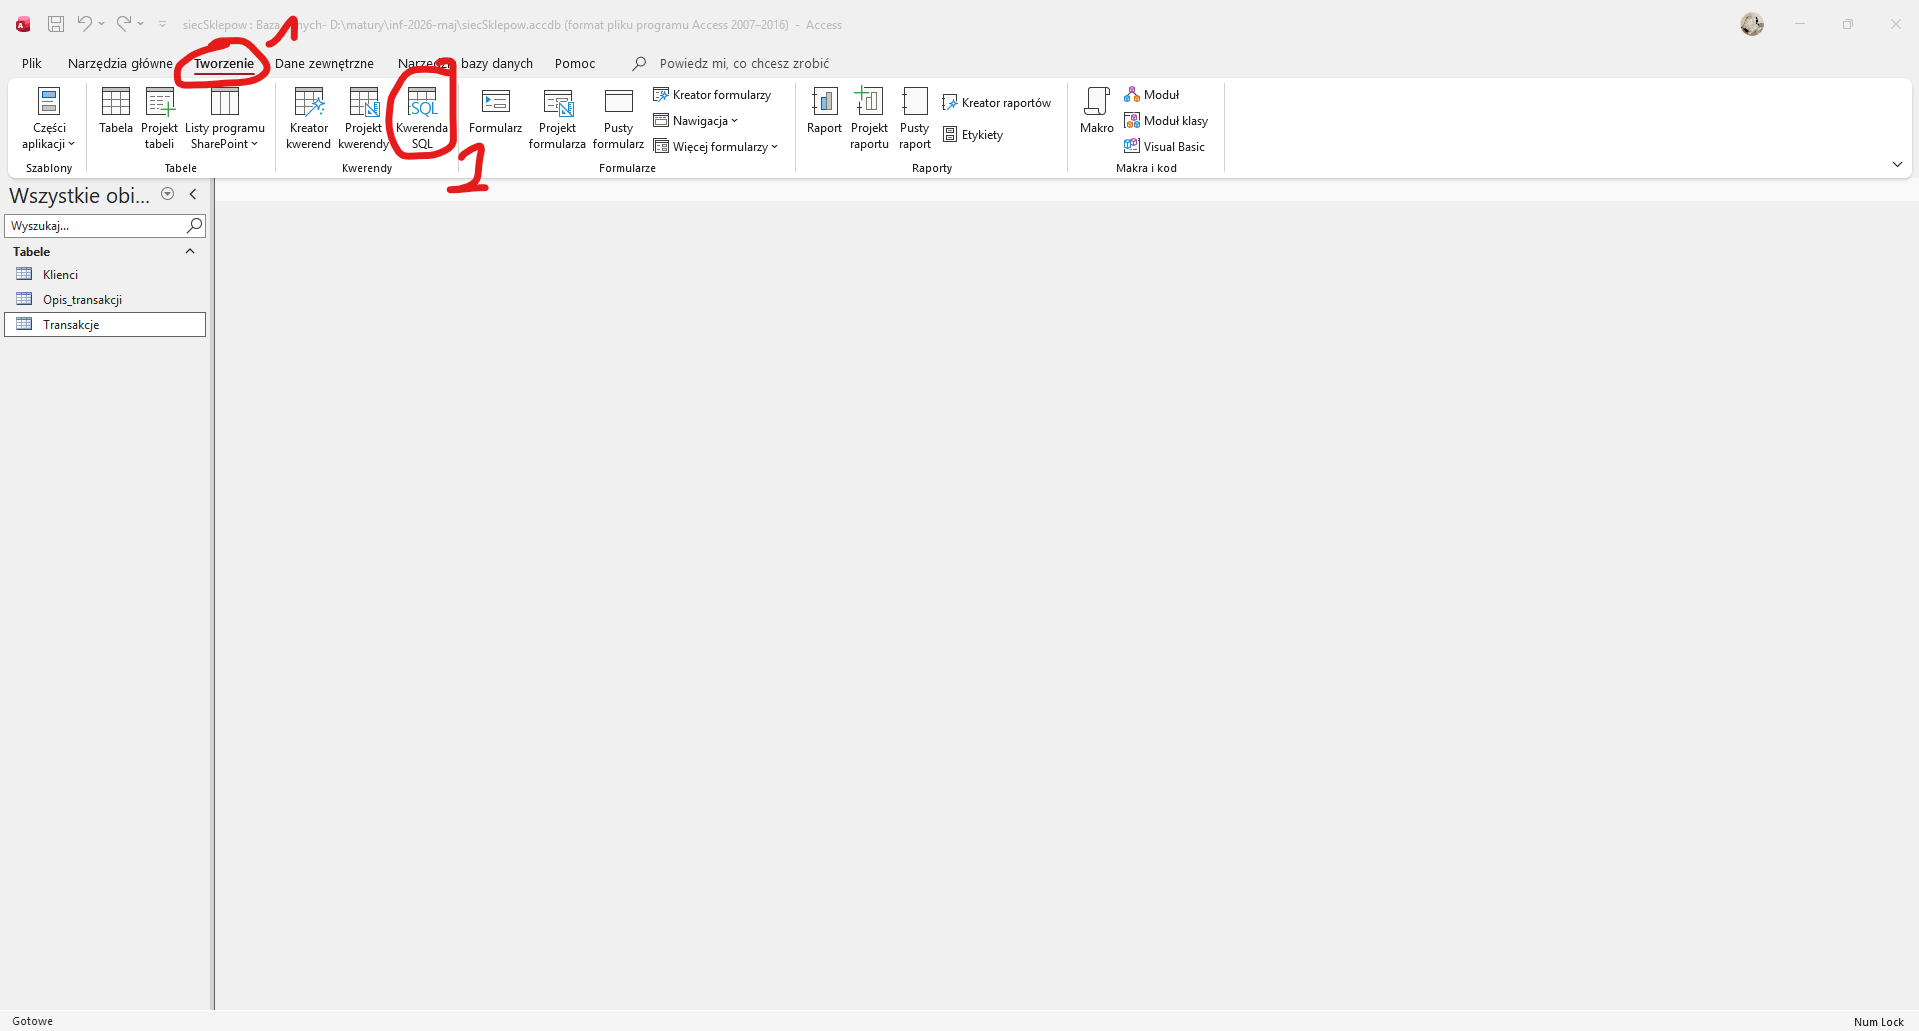 siecSklepow : Baza nych- D:\matury\inf-2026-maj\siecSklepow.accdb (format pliku programu Access 2007–2016) - Access
1
Plik Narzędzia główne Tworzenie Dane zewnętrzne Narzędzia bazy danych Pomoc Powiedz mi, co chcesz zrobić
Części aplikacji
Szablony
Tabela
Projekt tabeli
Listy programu SharePoint
Tabele
Kreator kwerend
Projekt kwerendy
SQL
Kwerenda SQL
Kwerendy
1
Formularz
Projekt formularza
Pusty formularz
Kreator formularzy
Nawigacja
Więcej formularzy
Formularze
Raport
Projekt raportu
Pusty raport
Kreator raportów
Etykiety
Raporty
Makro
Moduł
Moduł klasy
Visual Basic
Makra i kod
Wszystkie obi...
Wyszukaj...
Tabele
Klienci
Opis_transakcji
Transakcje
Gotowe
Num Lock